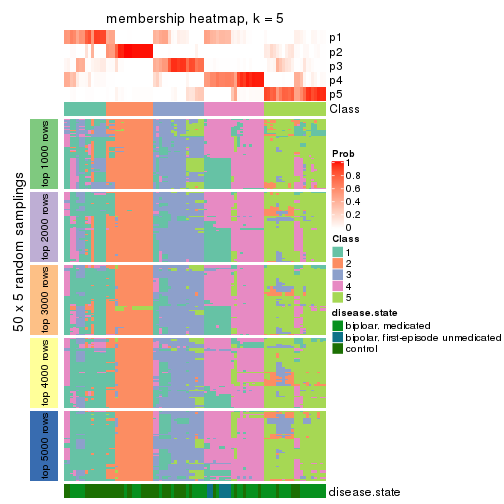 membership heatmap, k = 5
p1
p2
p3
p4
p5
Class
50 x 5 random samplings
top 1000 rows
top 2000 rows
top 3000 rows
top 4000 rows
top 5000 rows
Prob
1
0.8
0.6
0.4
0.2
0
Class
1
2
3
4
5
disease.state
bipolar, medicated
bipolar, first-episode unmedicated
control
disease.state